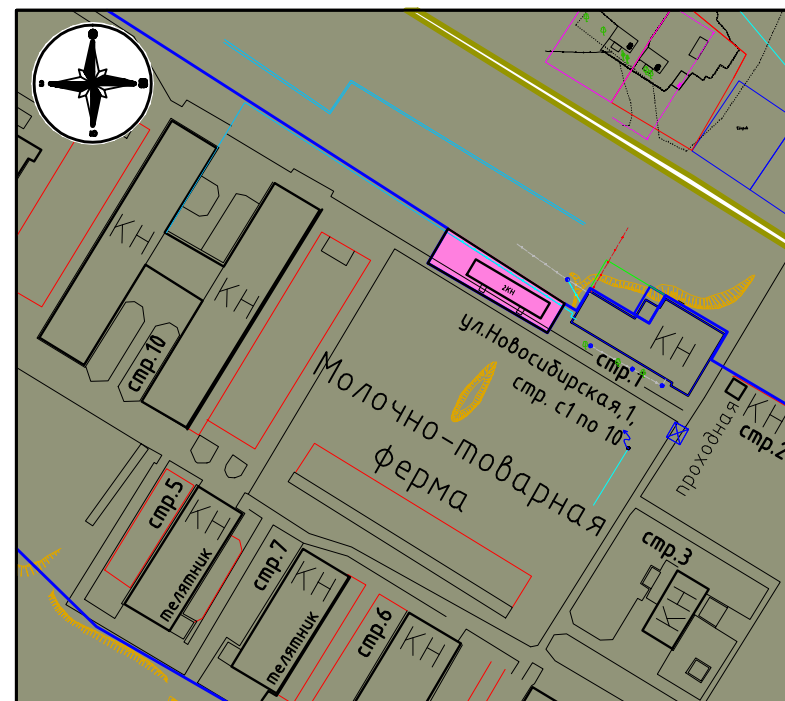 КН
КН
стр.10
2КН
ул.Новосибирская,1,
стр. с1 по 10
КН
стр.1
КН
стр.2
проходная
Молочно-товарная
ферма
стр.5
КН
телятник
стр.7
КН
телятник
стр.6
КН
стр.3
КН